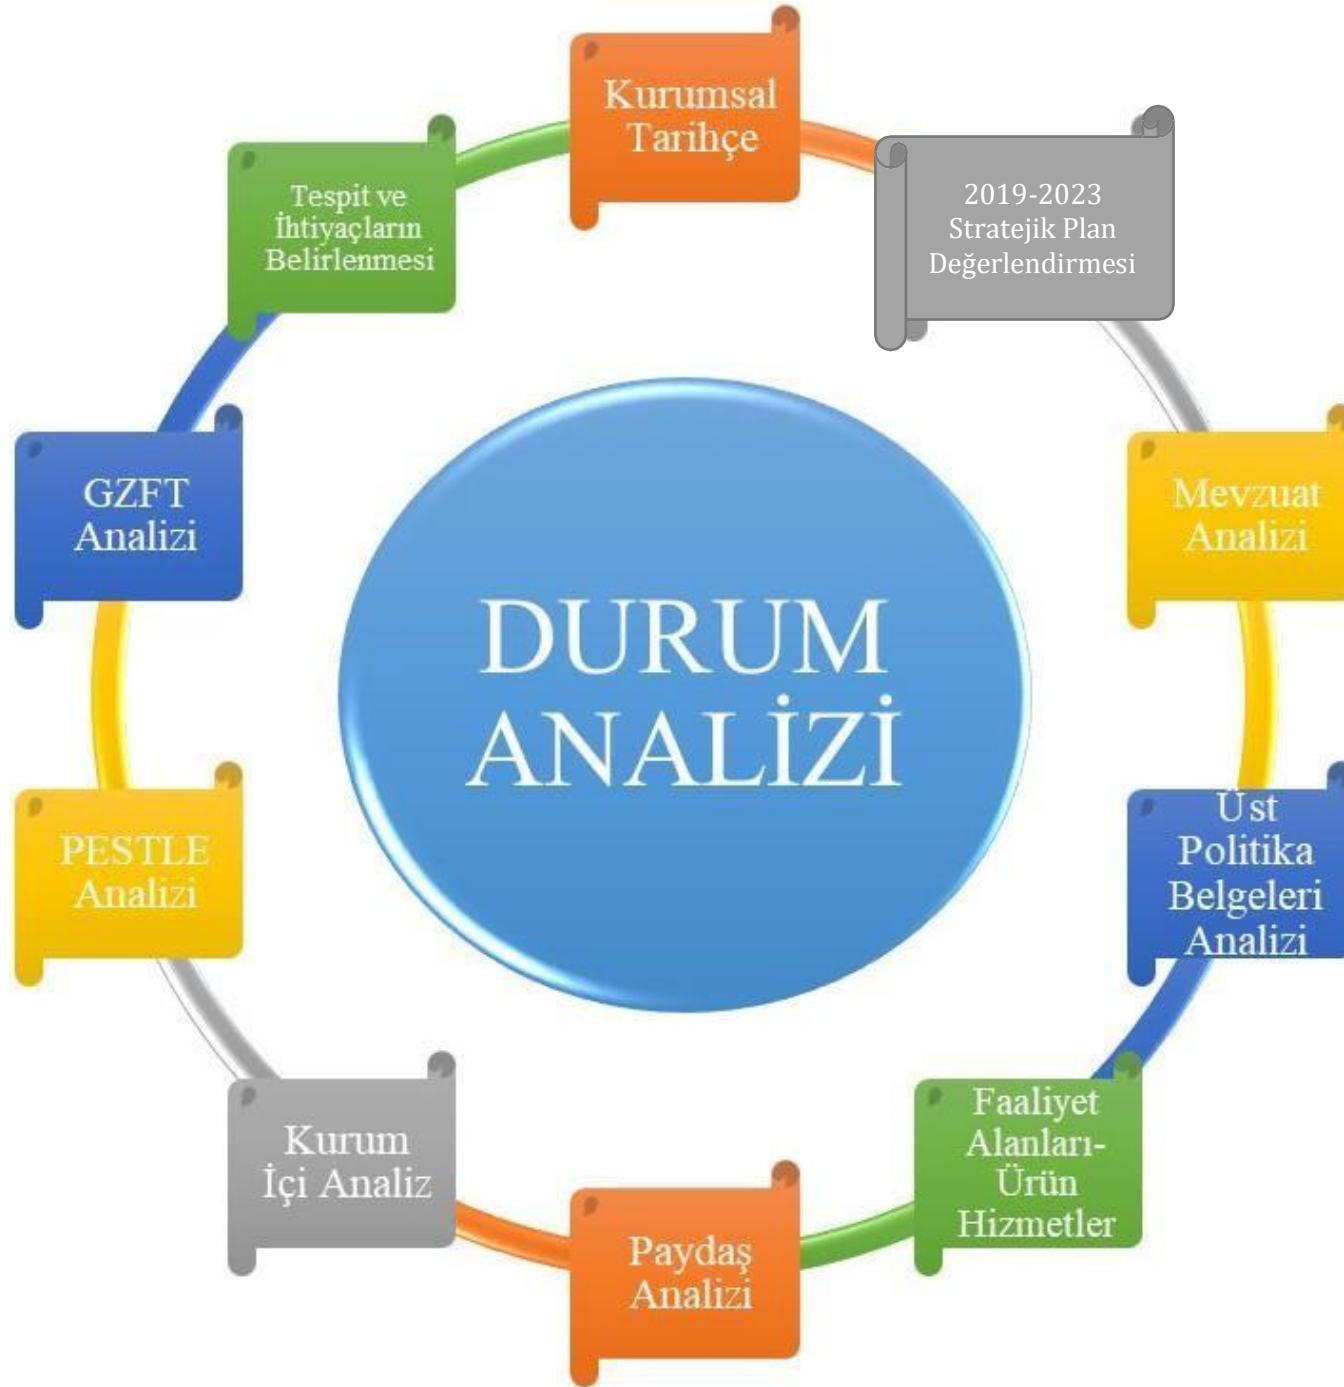 Kurumsal
Tarihçe
2019-2023
Stratejik Plan
Değerlendirmesi
Mevzuat
Analizi
Üst
Politika
Belgeleri
Analizi
Faaliyet
Alanları-
Ürün
Hizmetler
Paydaş
Analizi
Kurum
İçi Analiz
PESTLE
Analizi
GZFT
Analizi
Tespit ve
İhtiyaçların
Belirlenmesi
DURUM
ANALİZİ